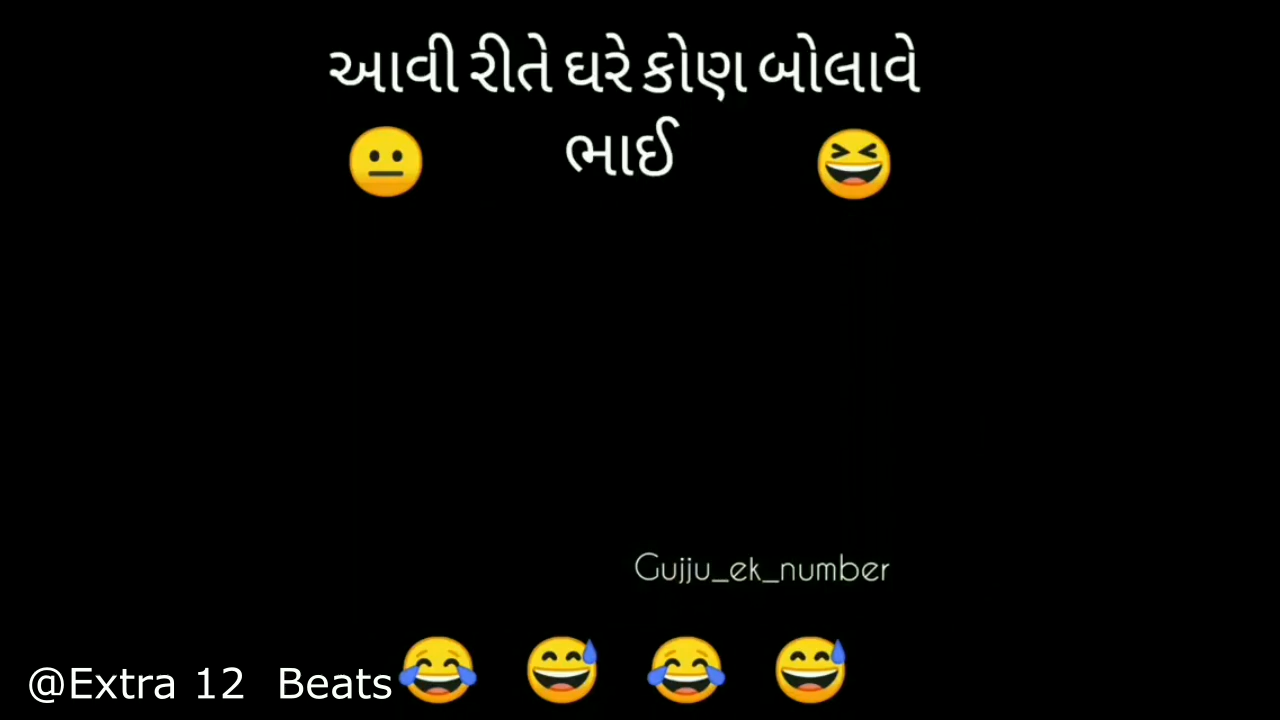 આવી રીતે ઘરે કોણ બોલાવે
😐 ભાઈ 😆
Gujju_ek_number
@Extra 12 Beats 😂 😅 😂 😅